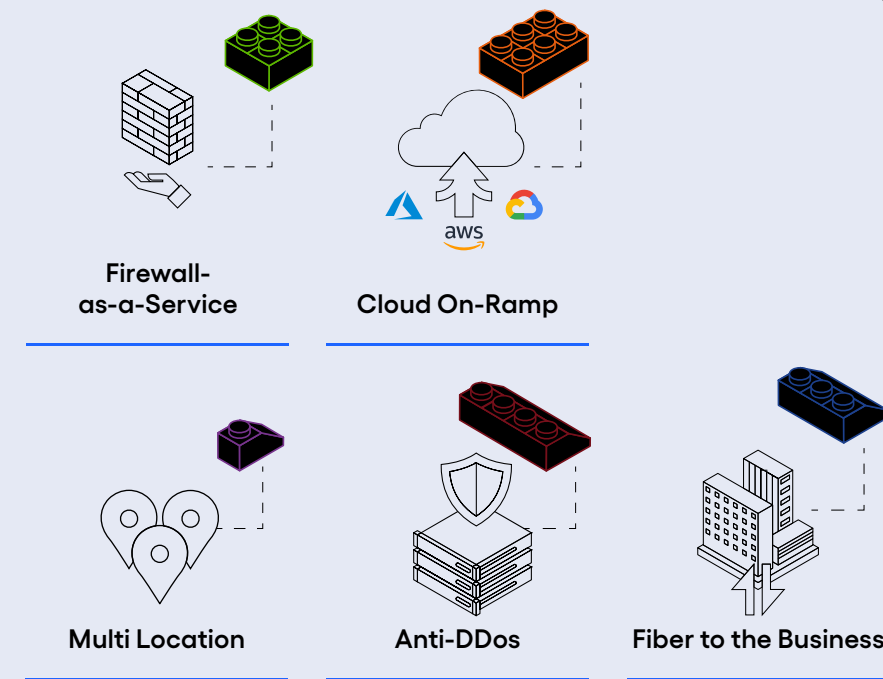 aws
Firewall-
as-a-Service
Cloud On-Ramp
Multi Location
Anti-DDos
Fiber to the Business